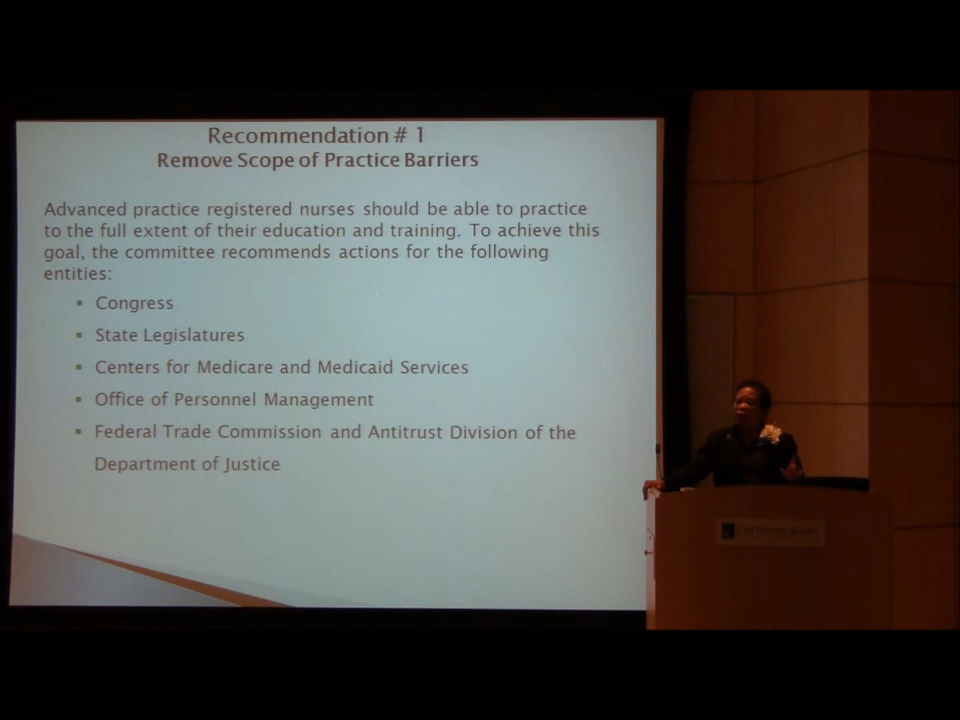 Recommendation # 1
Remove Scope of Practice Barriers
Advanced practice registered nurses should be able to practice
to the full extent of their education and training. To achieve this
goal, the committee recommends actions for the following
entities:
▪ Congress
▪ State Legislatures
▪ Centers for Medicare and Medicaid Services
▪ Office of Personnel Management
▪ Federal Trade Commission and Antitrust Division of the
Department of Justice